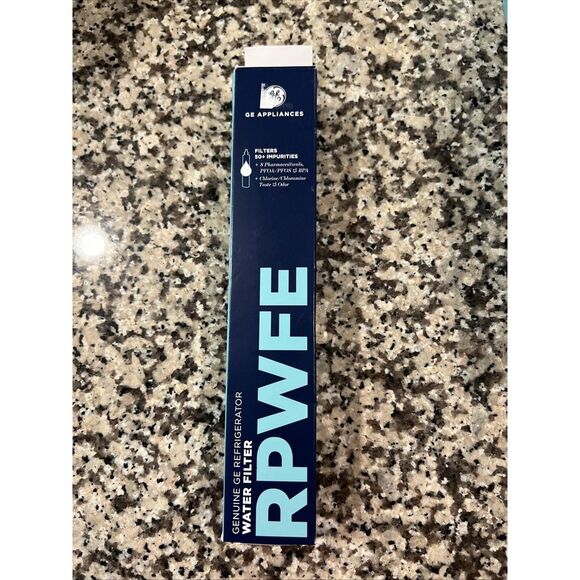 GE APPLIANCES
FILTERS
50+ IMPURITIES
+ 8 Pharmaceuticals,
PFOA/PFOS & BPA
+ Chlorine/Chloramine
Taste & Odor
GENUINE GE REFRIGERATOR
WATER FILTER
RPWFE